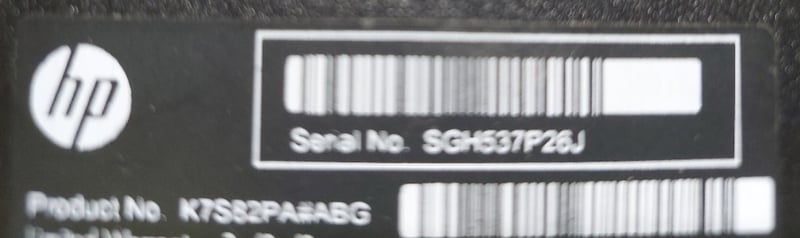 hp
Serial No. SGH537P26J
Product No. K7S82PA#ABG